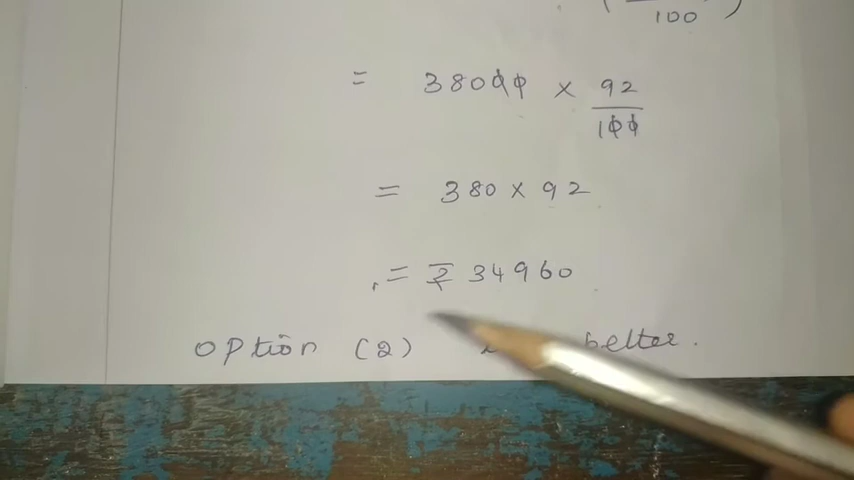 ( 100 )
= 38000 × 92/100
= 380 × 92
= ₹ 34960
option (2) better.